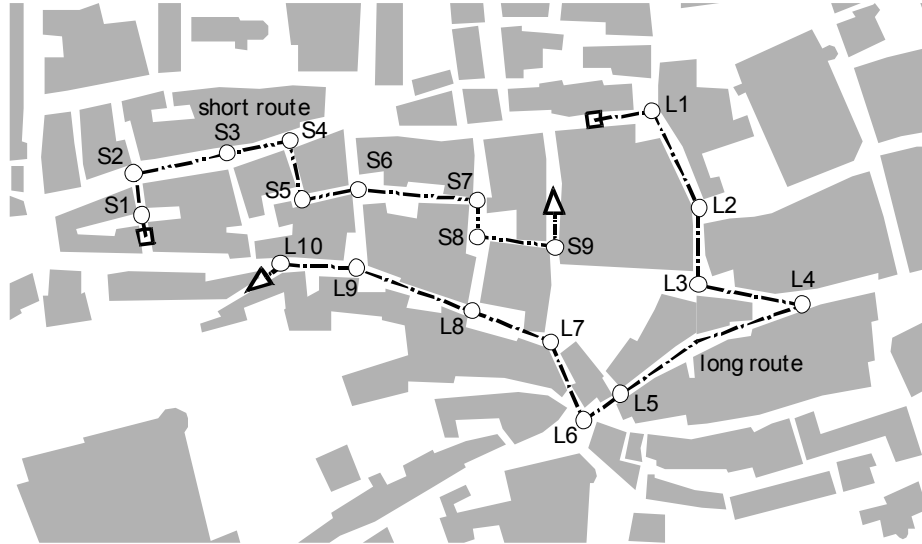 short route
S1
S2
S3
S4
S5
S6
S7
S8
S9
L1
L2
L3
L4
L5
L6
L7
L8
L9
L10
long route